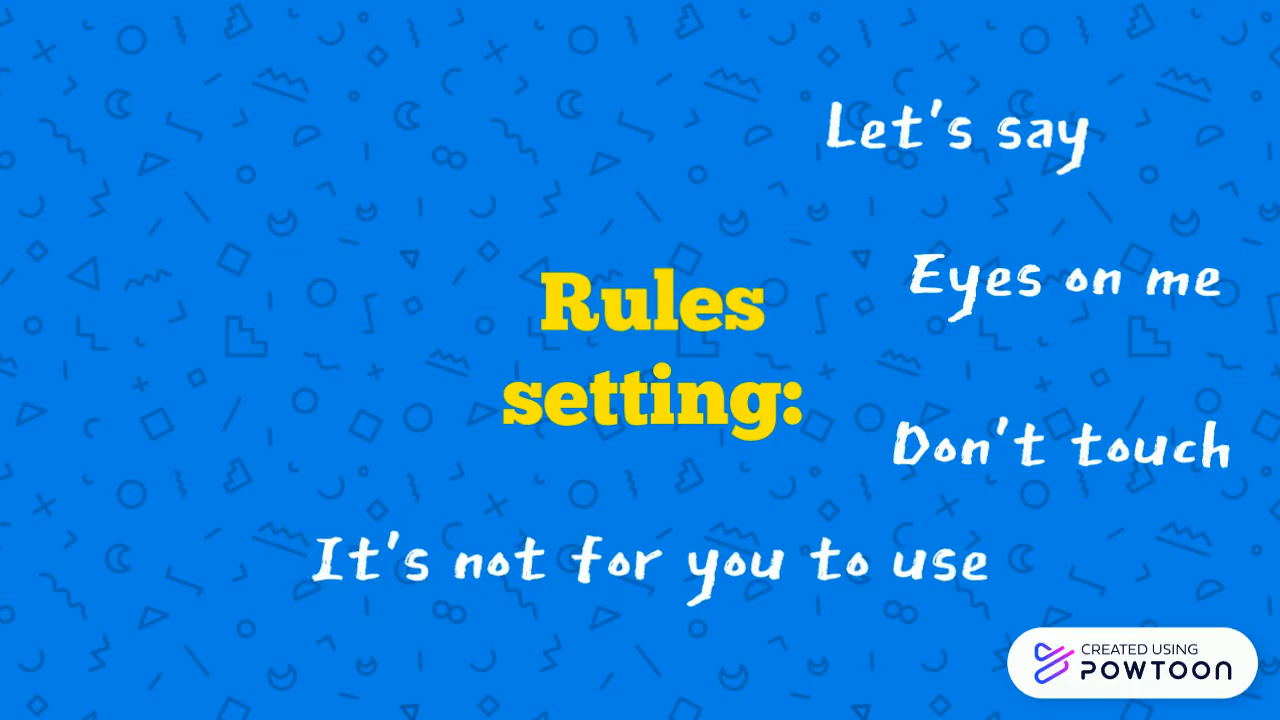 Let's say
Eyes on me
Rules
setting:
Don't touch
It's not for you to use
CREATED USING
POWTOON